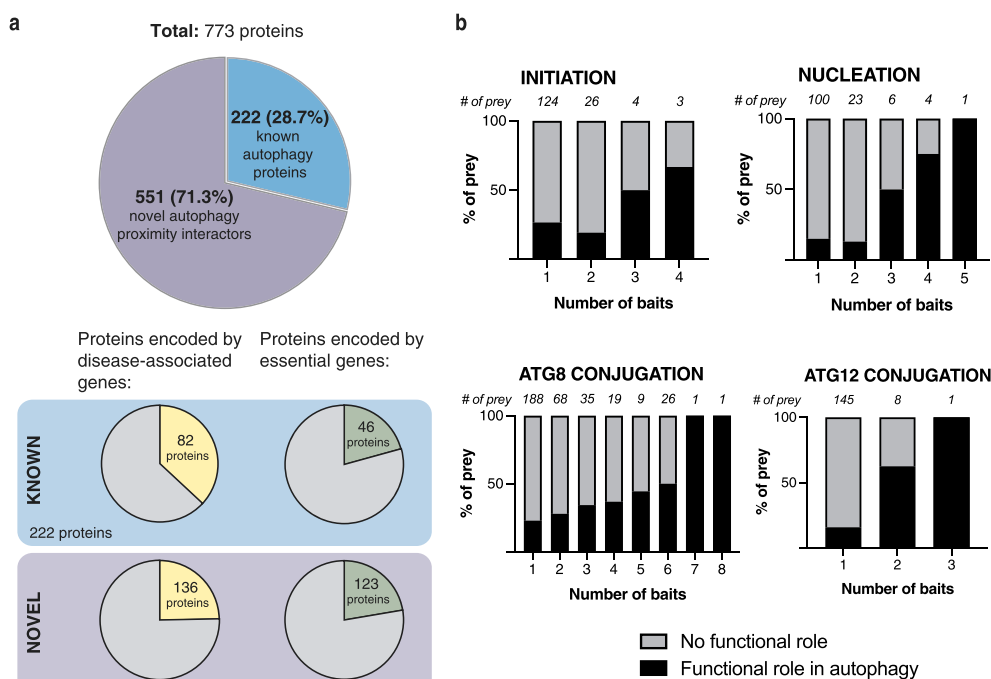 a
Total: 773 proteins
222 (28.7%)
known
autophagy
proteins
551 (71.3%)
novel autophagy
proximity interactors
Proteins encoded by
disease-associated
genes:
Proteins encoded by
essential genes:
KNOWN
82
proteins
46
proteins
222 proteins
NOVEL
136
proteins
123
proteins
b
INITIATION
# of prey 124 26 4 3
% of prey
100
50
1 2 3 4
Number of baits
NUCLEATION
# of prey 100 23 6 4 1
% of prey
100
50
1 2 3 4 5
Number of baits
ATG8 CONJUGATION
# of prey 188 68 35 19 9 26 1 1
% of prey
100
50
1 2 3 4 5 6 7 8
Number of baits
ATG12 CONJUGATION
# of prey 145 8 1
% of prey
100
50
1 2 3
Number of baits
No functional role
Functional role in autophagy